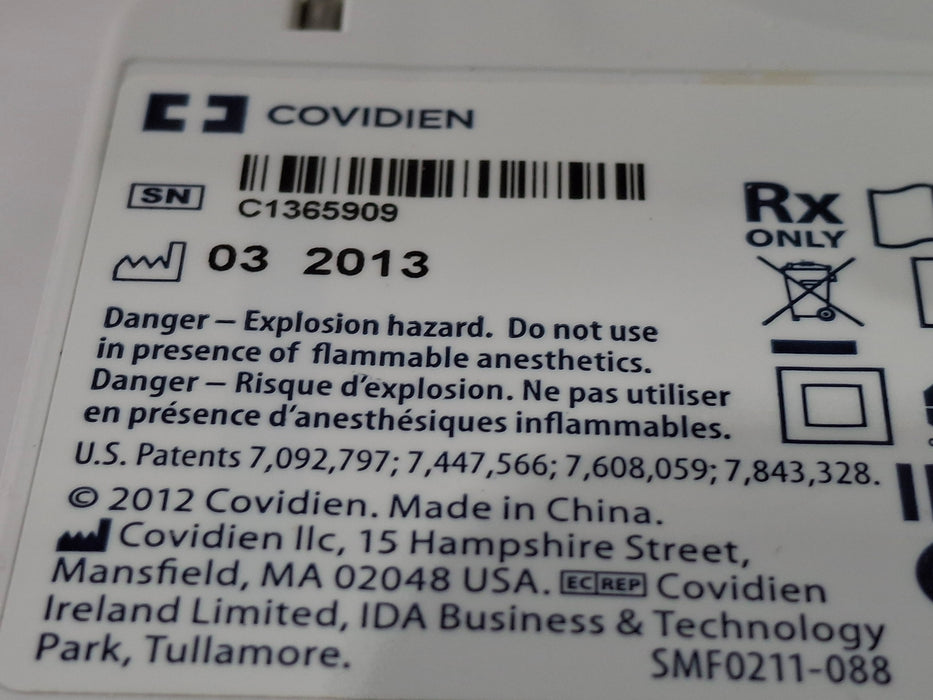 COVIDIEN
SN
C1365909
03 2013
Rx
ONLY
Danger – Explosion hazard. Do not use
in presence of flammable anesthetics.
Danger – Risque d'explosion. Ne pas utiliser
en présence d'anesthésiques inflammables.
U.S. Patents 7,092,797; 7,447,566; 7,608,059; 7,843,328.
© 2012 Covidien. Made in China.
Covidien llc, 15 Hampshire Street,
Mansfield, MA 02048 USA. EC REP Covidien
Ireland Limited, IDA Business & Technology
Park, Tullamore.
SMF0211-088